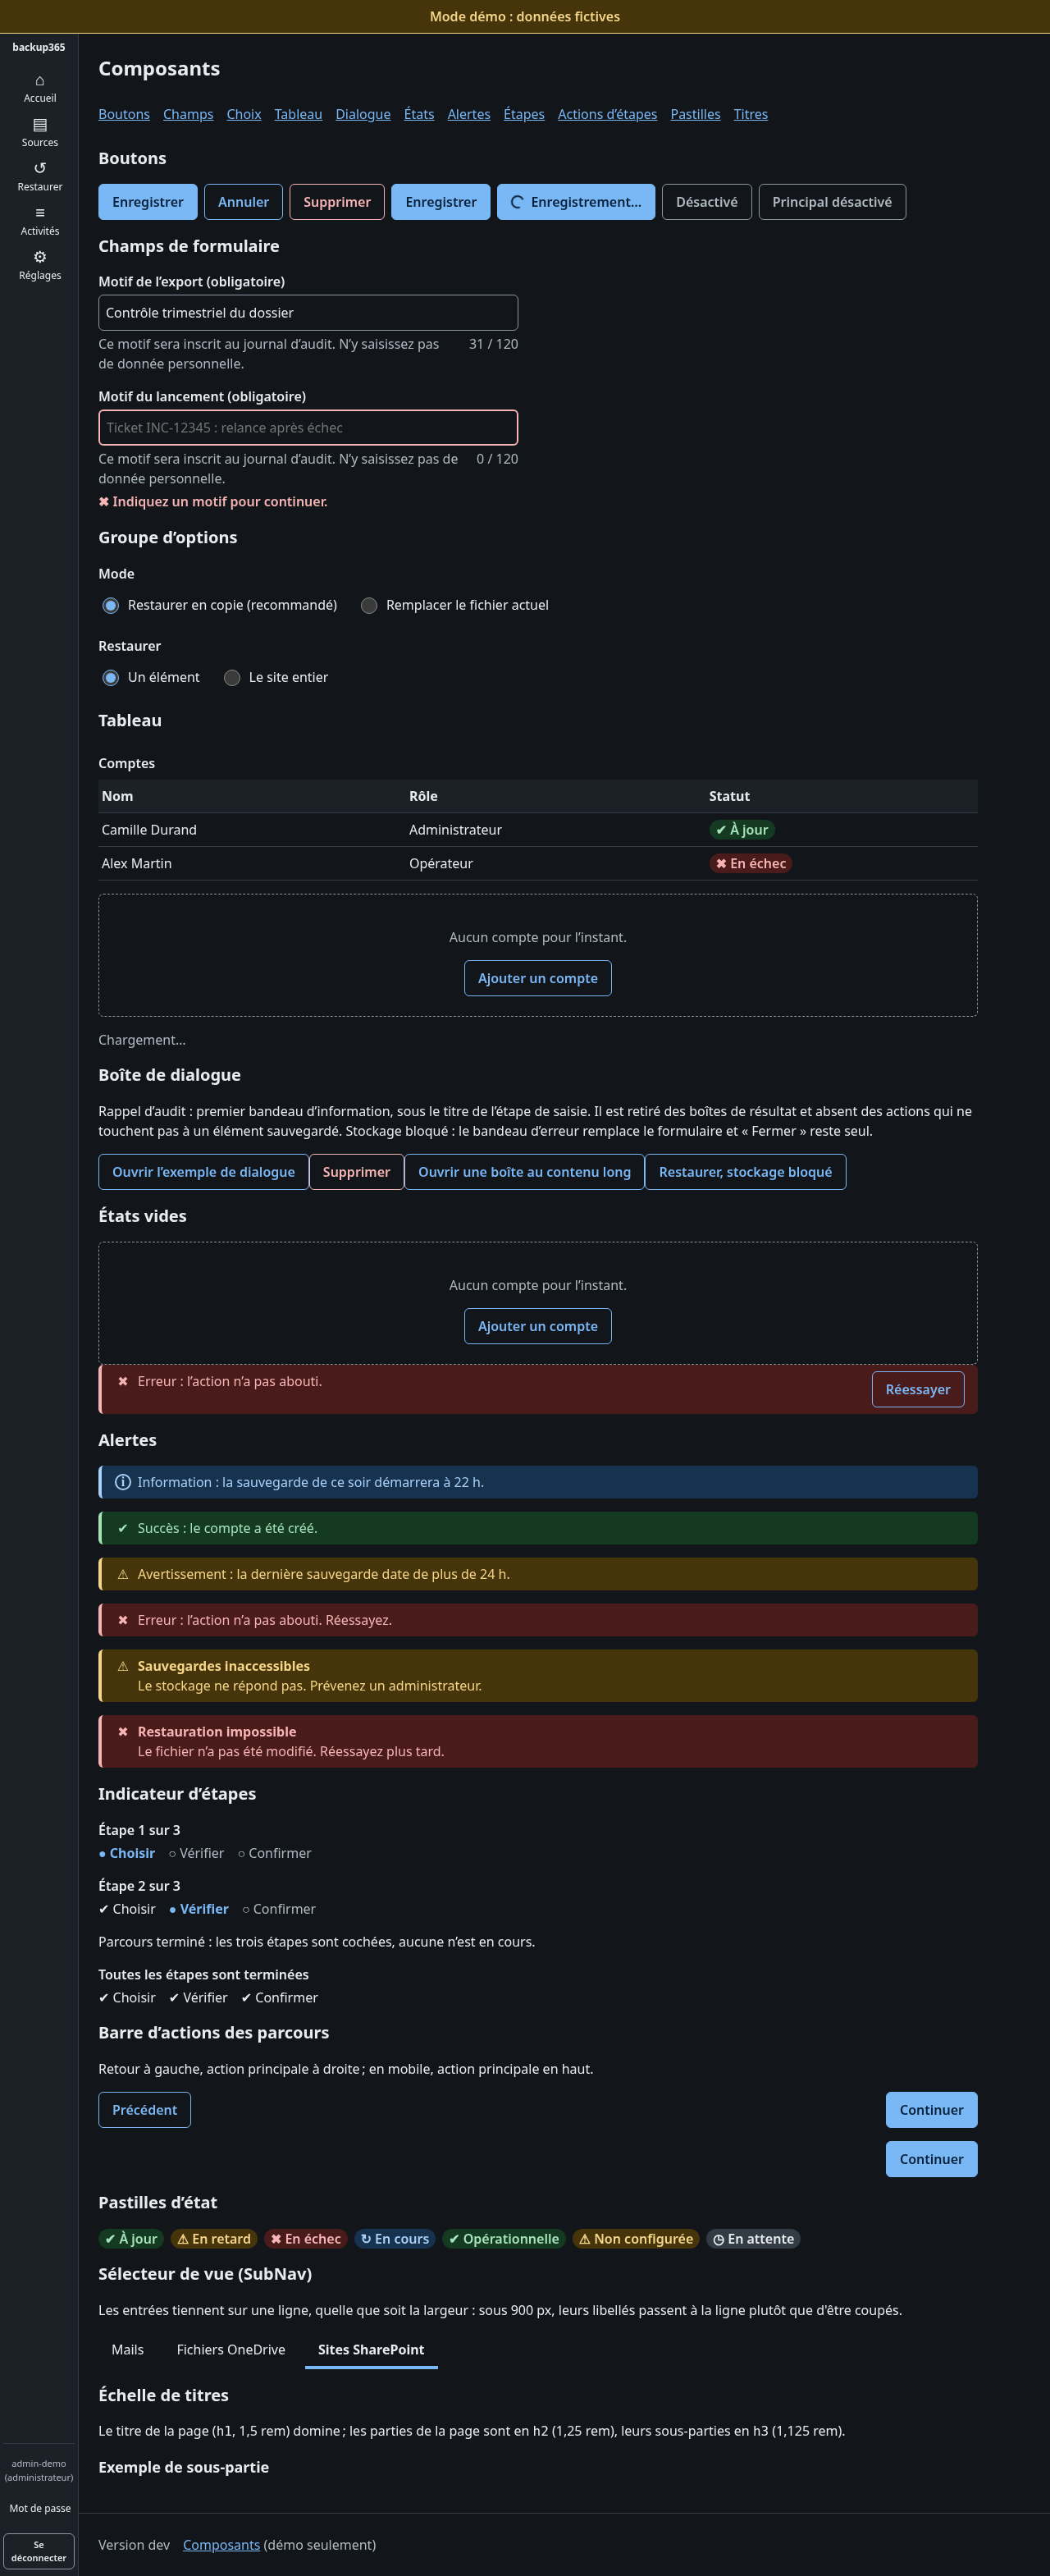 Mode démo : données fictives
backup365
Accueil
Sources
Restaurer
Activités
Réglages
Composants
Boutons Champs Choix Tableau Dialogue États Alertes Étapes Actions d’étapes Pastilles Titres
Boutons
Enregistrer Annuler Supprimer Enregistrer Enregistrement… Désactivé Principal désactivé
Champs de formulaire
Motif de l’export (obligatoire)
Contrôle trimestriel du dossier
Ce motif sera inscrit au journal d’audit. N’y saisissez pas 31 / 120
de donnée personnelle.
Motif du lancement (obligatoire)
Ticket INC-12345 : relance après échec
Ce motif sera inscrit au journal d’audit. N’y saisissez pas de 0 / 120
donnée personnelle.
✖ Indiquez un motif pour continuer.
Groupe d’options
Mode
Restaurer en copie (recommandé) Remplacer le fichier actuel
Restaurer
Un élément Le site entier
Tableau
Comptes
Nom Rôle Statut
Camille Durand Administrateur ✔ À jour
Alex Martin Opérateur ✖ En échec
Aucun compte pour l’instant.
Ajouter un compte
Chargement…
Boîte de dialogue
Rappel d’audit : premier bandeau d’information, sous le titre de l’étape de saisie. Il est retiré des boîtes de résultat et absent des actions qui ne
touchent pas à un élément sauvegardé. Stockage bloqué : le bandeau d’erreur remplace le formulaire et « Fermer » reste seul.
Ouvrir l’exemple de dialogue Supprimer Ouvrir une boîte au contenu long Restaurer, stockage bloqué
États vides
Aucun compte pour l’instant.
Ajouter un compte
✖ Erreur : l’action n’a pas abouti. Réessayer
Alertes
ⓘ Information : la sauvegarde de ce soir démarrera à 22 h.
✔ Succès : le compte a été créé.
⚠ Avertissement : la dernière sauvegarde date de plus de 24 h.
✖ Erreur : l’action n’a pas abouti. Réessayez.
⚠ Sauvegardes inaccessibles
Le stockage ne répond pas. Prévenez un administrateur.
✖ Restauration impossible
Le fichier n’a pas été modifié. Réessayez plus tard.
Indicateur d’étapes
Étape 1 sur 3
● Choisir ○ Vérifier ○ Confirmer
Étape 2 sur 3
✔ Choisir ● Vérifier ○ Confirmer
Parcours terminé : les trois étapes sont cochées, aucune n’est en cours.
Toutes les étapes sont terminées
✔ Choisir ✔ Vérifier ✔ Confirmer
Barre d’actions des parcours
Retour à gauche, action principale à droite ; en mobile, action principale en haut.
Précédent Continuer
Continuer
Pastilles d’état
✔ À jour ⚠ En retard ✖ En échec ↻ En cours ✔ Opérationnelle ⚠ Non configurée ◷ En attente
Sélecteur de vue (SubNav)
Les entrées tiennent sur une ligne, quelle que soit la largeur : sous 900 px, leurs libellés passent à la ligne plutôt que d'être coupés.
Mails Fichiers OneDrive Sites SharePoint
Échelle de titres
Le titre de la page (h1, 1,5 rem) domine ; les parties de la page sont en h2 (1,25 rem), leurs sous-parties en h3 (1,125 rem).
Exemple de sous-partie
admin-demo
(administrateur)
Mot de passe
Se
déconnecter
Version dev Composants (démo seulement)